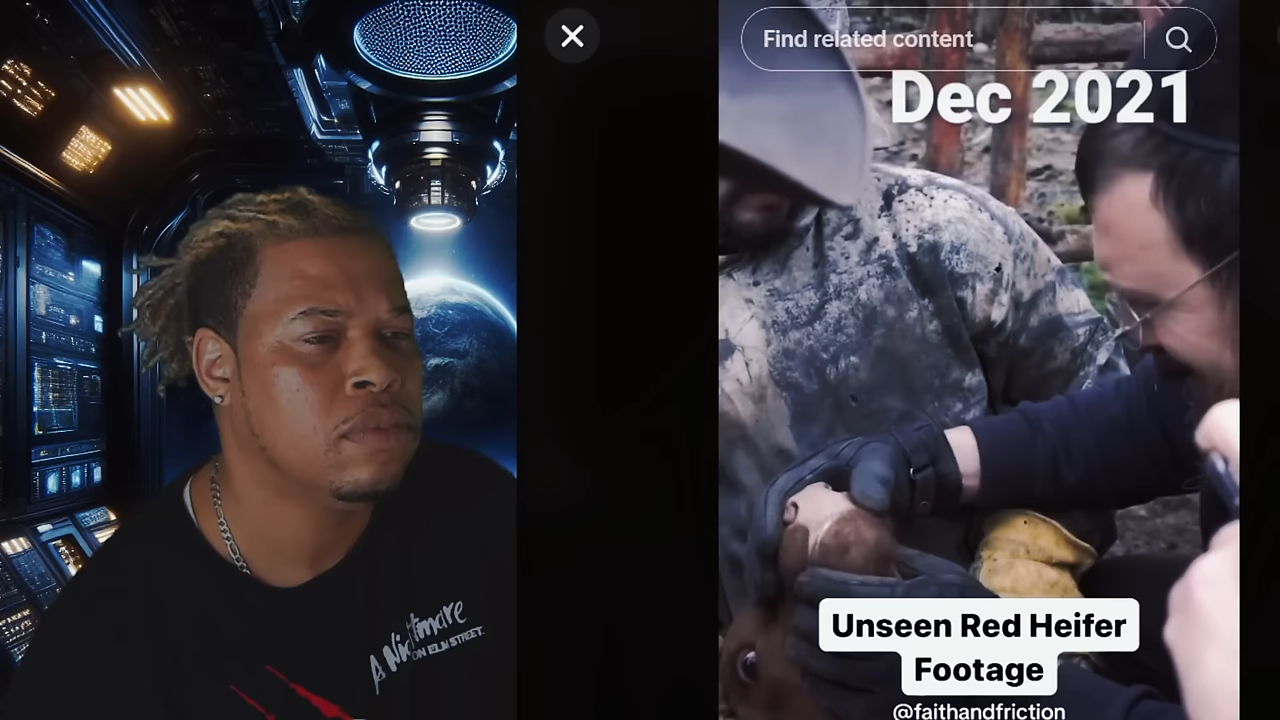 Find related content
Dec 2021
A Nightmare
ON ELM STREET
Unseen Red Heifer
Footage
@faithandfriction